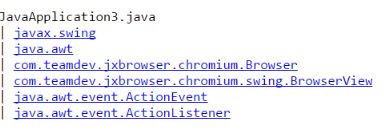 JavaApplication3.java
| javax.swing
| java.awt
| com.teamdev.jxbrowser.chromium.Browser
| com.teamdev.jxbrowser.chromium.swing.BrowserView
| java.awt.event.ActionEvent
| java.awt.event.ActionListener